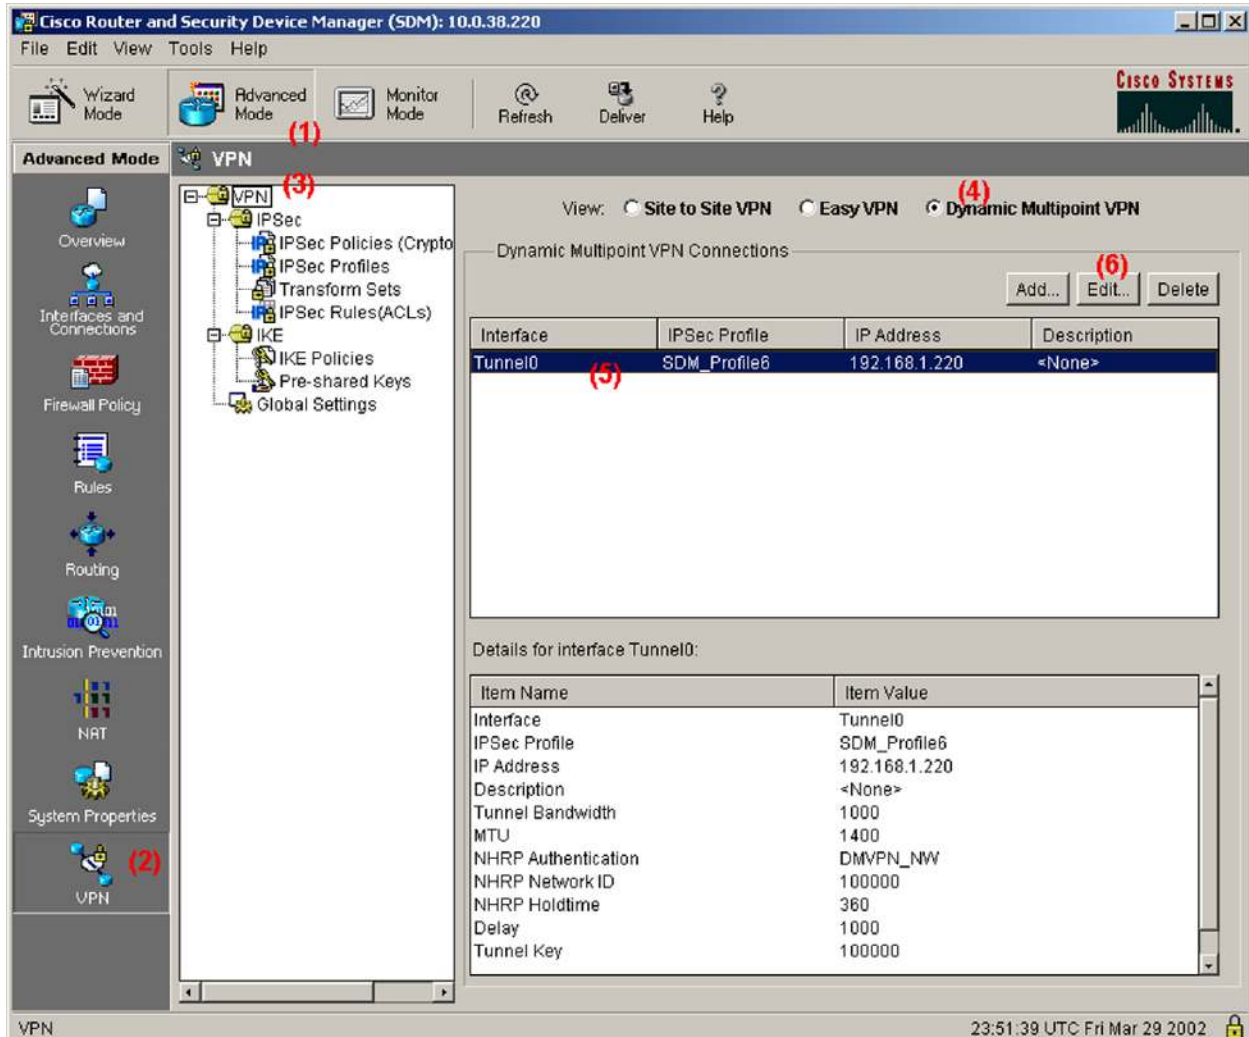 Cisco Router and Security Device Manager (SDM): 10.0.38.220
File Edit View Tools Help
Wizard Mode
Advanced Mode
Monitor Mode
Refresh
Deliver
Help
CISCO SYSTEMS
(1)
Advanced Mode
VPN
Overview
Interfaces and Connections
Firewall Policy
Rules
Routing
Intrusion Prevention
NAT
System Properties
VPN
(2)
VPN
(3)
IPSec
IPSec Policies (Crypto
IPSec Profiles
Transform Sets
IPSec Rules(ACLs)
IKE
IKE Policies
Pre-shared Keys
Global Settings
(4)
View: Site to Site VPN Easy VPN Dynamic Multipoint VPN
Dynamic Multipoint VPN Connections
(6)
Add... Edit... Delete
Interface IPSec Profile IP Address Description
Tunnel0 SDM_Profile6 192.168.1.220 <None>
(5)
Details for interface Tunnel0:
Item Name Item Value
Interface Tunnel0
IPSec Profile SDM_Profile6
IP Address 192.168.1.220
Description <None>
Tunnel Bandwidth 1000
MTU 1400
NHRP Authentication DMVPN_NW
NHRP Network ID 100000
NHRP Holdtime 360
Delay 1000
Tunnel Key 100000
VPN
23:51:39 UTC Fri Mar 29 2002